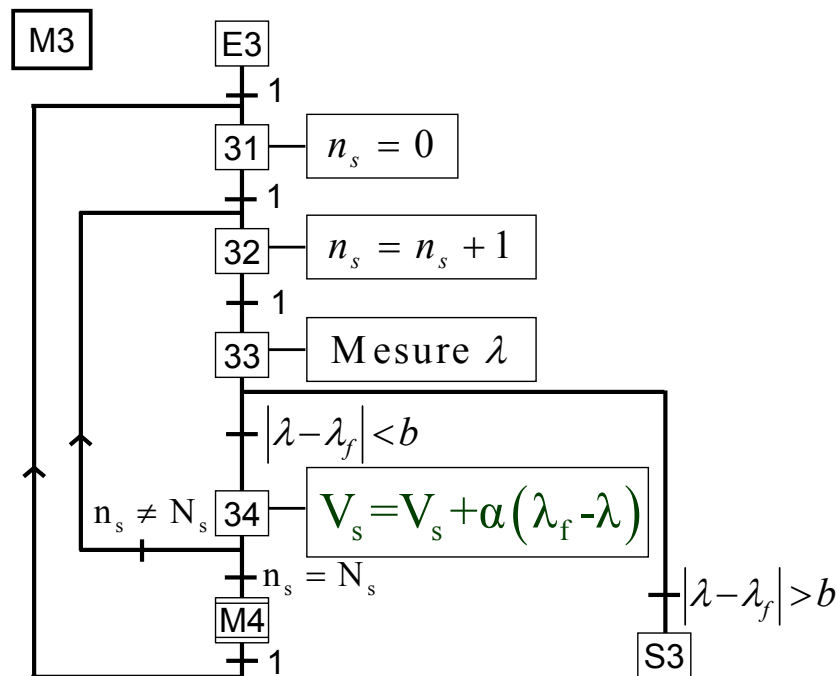 M3
E3
1
31
n_s = 0
1
32
n_s = n_s + 1
1
33
Mesure λ
|λ−λ_f| < b
34
V_s = V_s + α(λ_f - λ)
n_s ≠ N_s
n_s = N_s
|λ−λ_f| > b
M4
S3
1